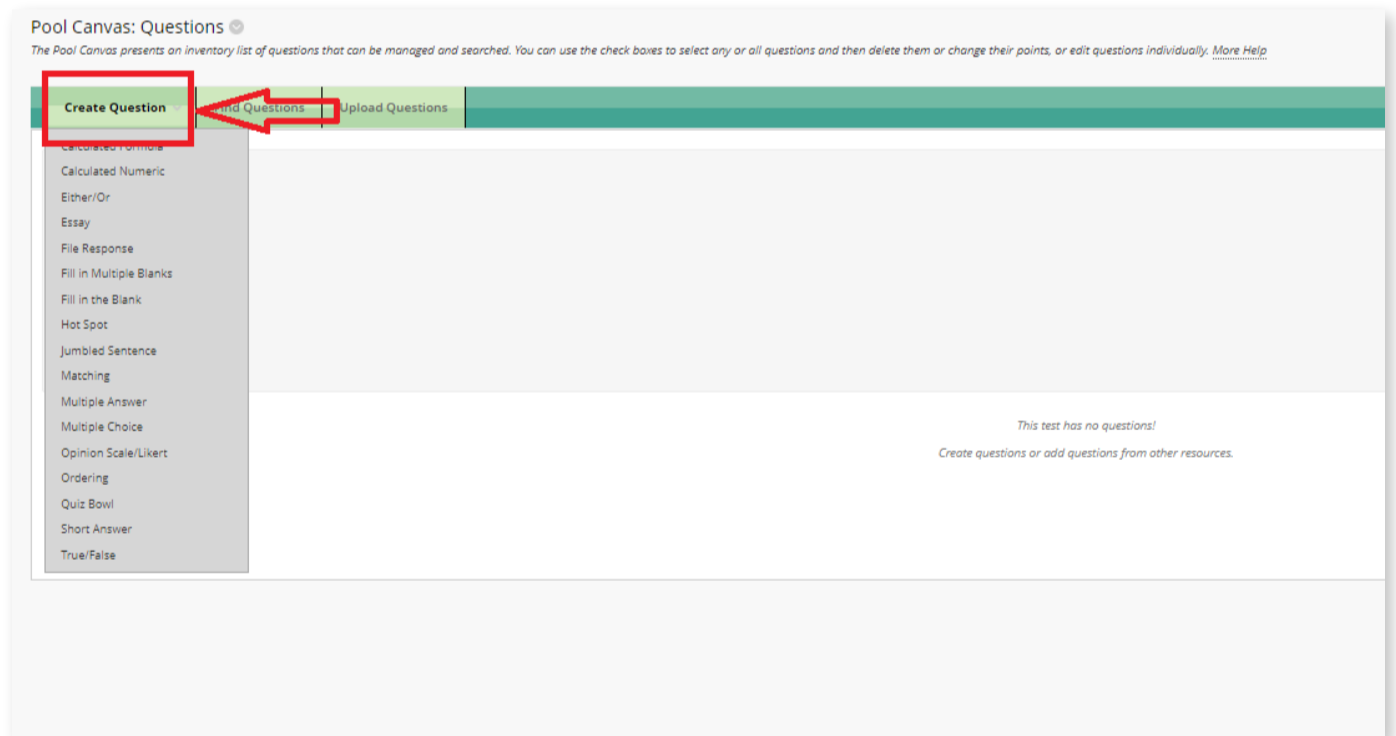 Pool Canvas: Questions
The Pool Canvas presents an inventory list of questions that can be managed and searched. You can use the check boxes to select any or all questions and then delete them or change their points, or edit questions individually. More Help
Create Question Find Questions Upload Questions
Calculated Formula
Calculated Numeric
Either/Or
Essay
File Response
Fill in Multiple Blanks
Fill in the Blank
Hot Spot
Jumbled Sentence
Matching
Multiple Answer
Multiple Choice
This test has no questions!
Opinion Scale/Likert
Create questions or add questions from other resources.
Ordering
Quiz Bowl
Short Answer
True/False